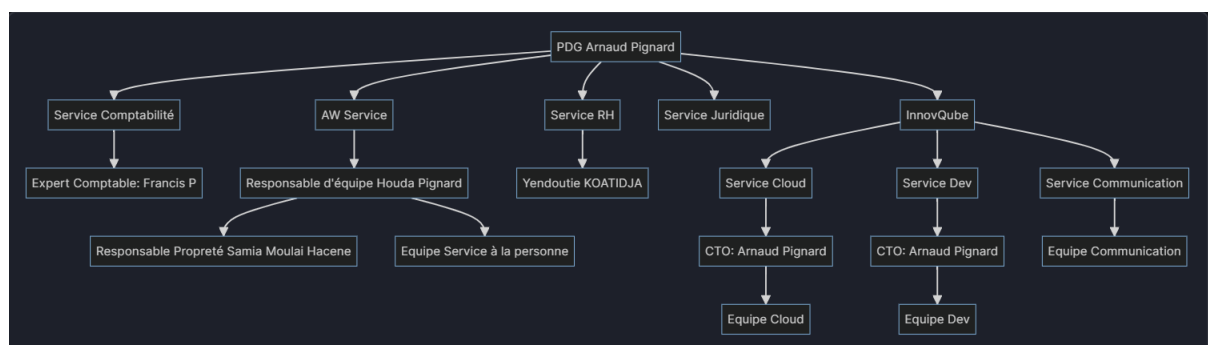 PDG Arnaud Pignard
Service Comptabilité
AW Service
Service RH
Service Juridique
InnovQube
Expert Comptable: Francis P
Responsable d'équipe Houda Pignard
Yendoutie KOATIDJA
Service Cloud
Service Dev
Service Communication
Responsable Propreté Samia Moulai Hacene
Equipe Service à la personne
CTO: Arnaud Pignard
CTO: Arnaud Pignard
Equipe Communication
Equipe Cloud
Equipe Dev